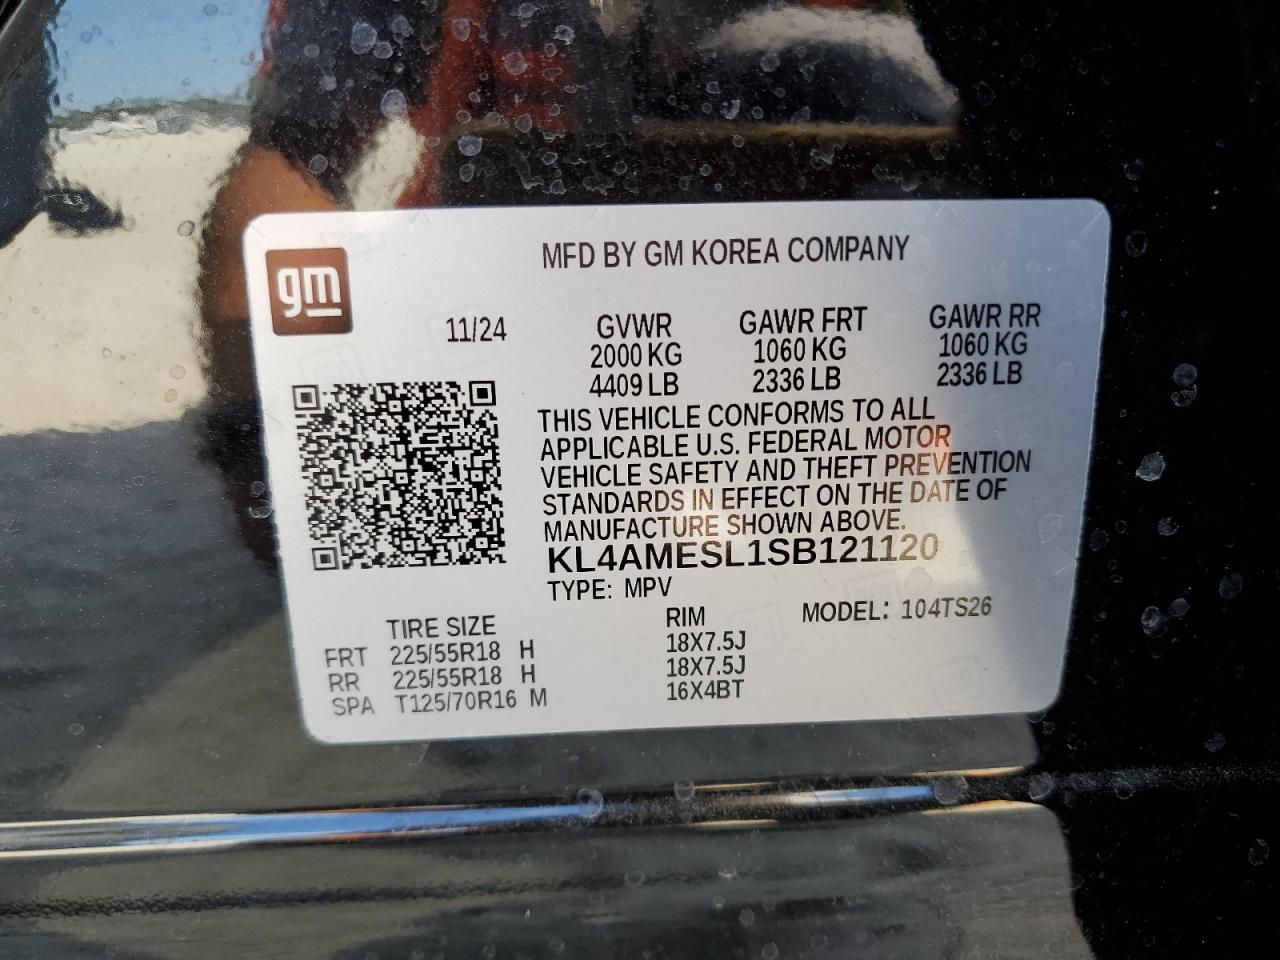 gm
MFD BY GM KOREA COMPANY
11/24 GVWR GAWR FRT GAWR RR
2000 KG 1060 KG 1060 KG
4409 LB 2336 LB 2336 LB
THIS VEHICLE CONFORMS TO ALL
APPLICABLE U.S. FEDERAL MOTOR
VEHICLE SAFETY AND THEFT PREVENTION
STANDARDS IN EFFECT ON THE DATE OF
MANUFACTURE SHOWN ABOVE.
KL4AMESL1SB121120
TYPE: MPV
TIRE SIZE RIM MODEL: 104TS26
FRT 225/55R18 H 18X7.5J
RR 225/55R18 H 18X7.5J
SPA T125/70R16 M 16X4BT